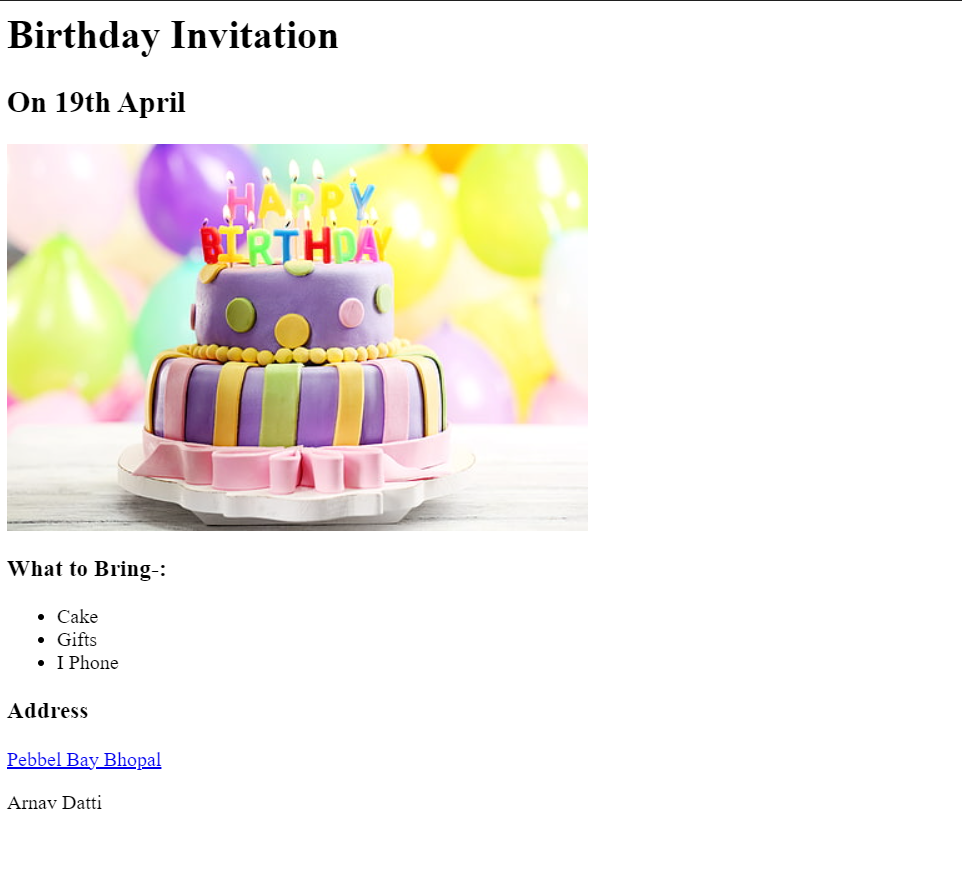 Birthday Invitation
On 19th April
HAPPY
BIRTHDAY
What to Bring-:
Cake
Gifts
I Phone
Address
Pebbel Bay Bhopal
Arnav Datti